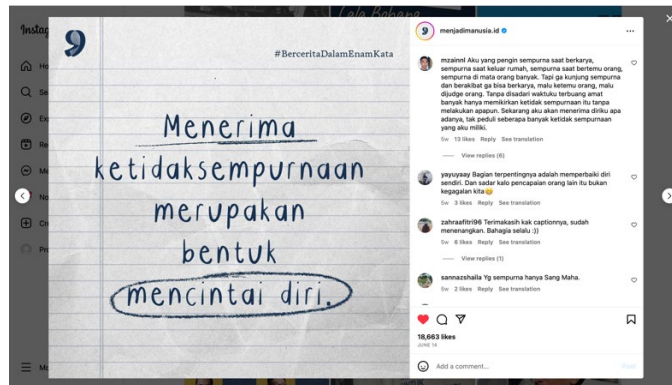 Lela Bohang
Instag
menjadimanusia.id
#BerceritaDalamEnamKata
Menerima
ketidaksempurnaan
merupakan
bentuk
mencintai diri.
mzainnl Aku yang pengin sempurna saat berkarya,
sempurna saat keluar rumah, sempurna saat bertemu orang,
sempurna di mata orang banyak. Tapi ga kunjung sempurna
dan berakibat ga bisa berkarya, malu ketemu orang, malu
dijudge orang. Tanpa disadari waktuku terbuang amat
banyak hanya memikirkan ketidak sempurnaan itu tanpa
melakukan apapun. Sekarang aku akan menerima diriku apa
adanya, tak peduli seberapa banyak ketidak sempurnaan
yang aku miliki.
5w 13 likes Reply See translation
View replies (6)
yayuyaay Bagian terpentingnya adalah memperbaiki diri
sendiri. Dan sadar kalo pencapaian orang lain itu bukan
kegagalan kita
5w 3 likes Reply See translation
zahraafitri96 Terimakasih kak captionnya, sudah
menenangkan. Bahagia selalu :))
5w 6 likes Reply See translation
View replies (1)
sannazshaila Yg sempurna hanya Sang Maha.
5w 2 likes Reply See translation
18,663 likes
JUNE 14
Add a comment...
Post